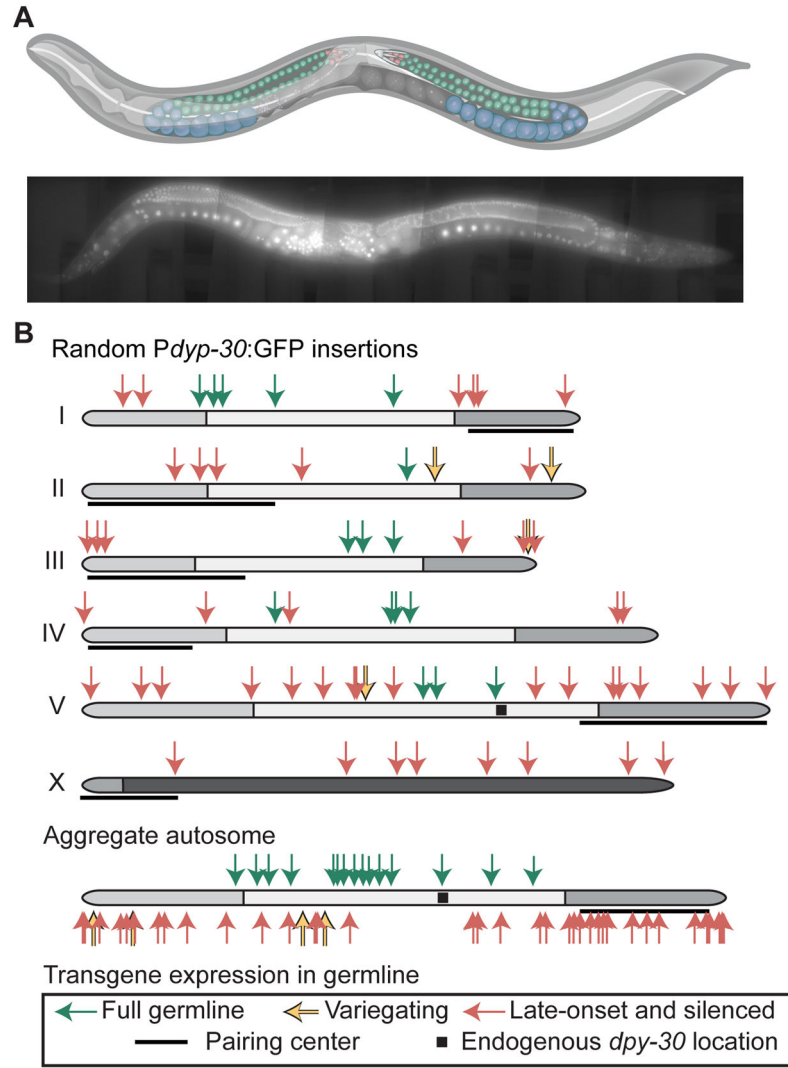 A
B
Random Pdyp-30:GFP insertions
I
II
III
IV
V
X
Aggregate autosome
Transgene expression in germline
Full germline Variegating Late-onset and silenced
Pairing center Endogenous dpy-30 location